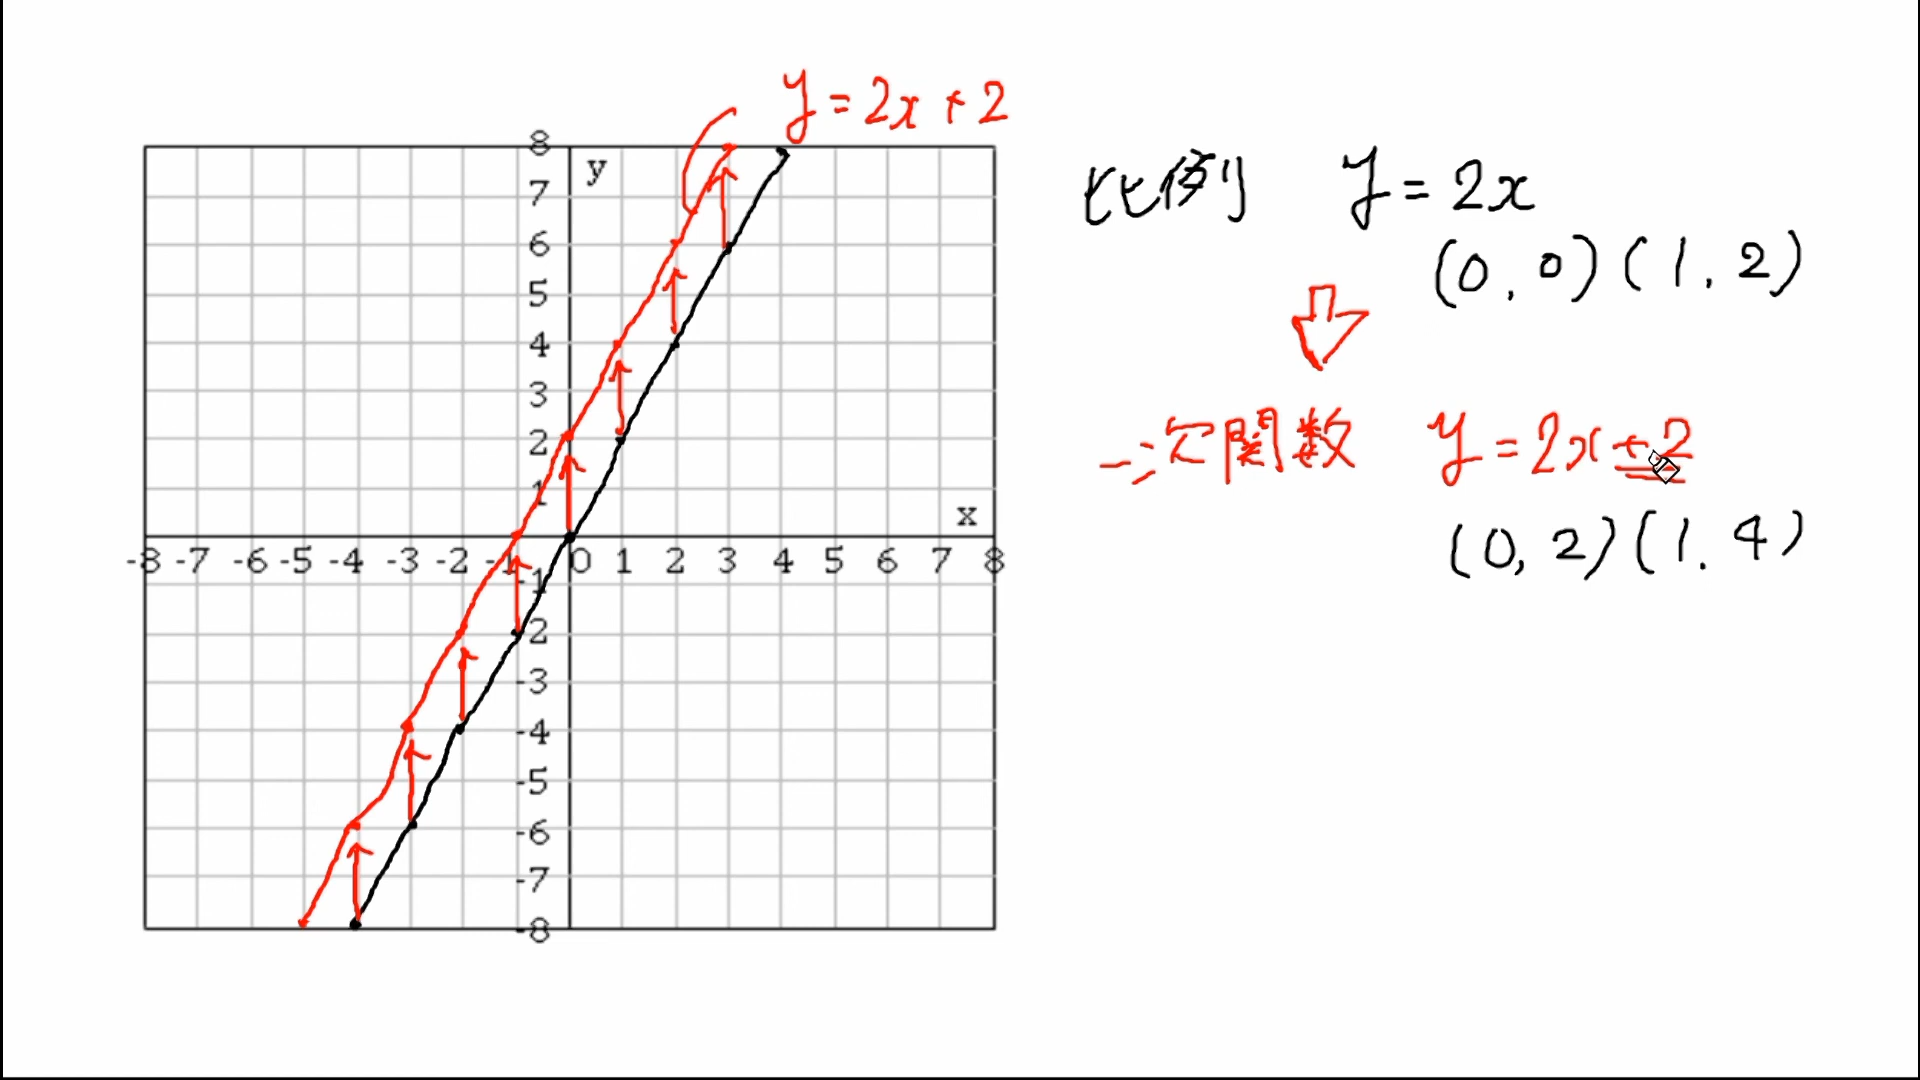 y = 2x + 2
比例 y = 2x
(0, 0) (1, 2)
一次関数 y = 2x + 2
(0, 2) (1, 4)
8
y
7
6
5
4
3
2
1
x
-8 -7 -6 -5 -4 -3 -2 -1 0 1 2 3 4 5 6 7 8
-1
-2
-3
-4
-5
-6
-7
-8